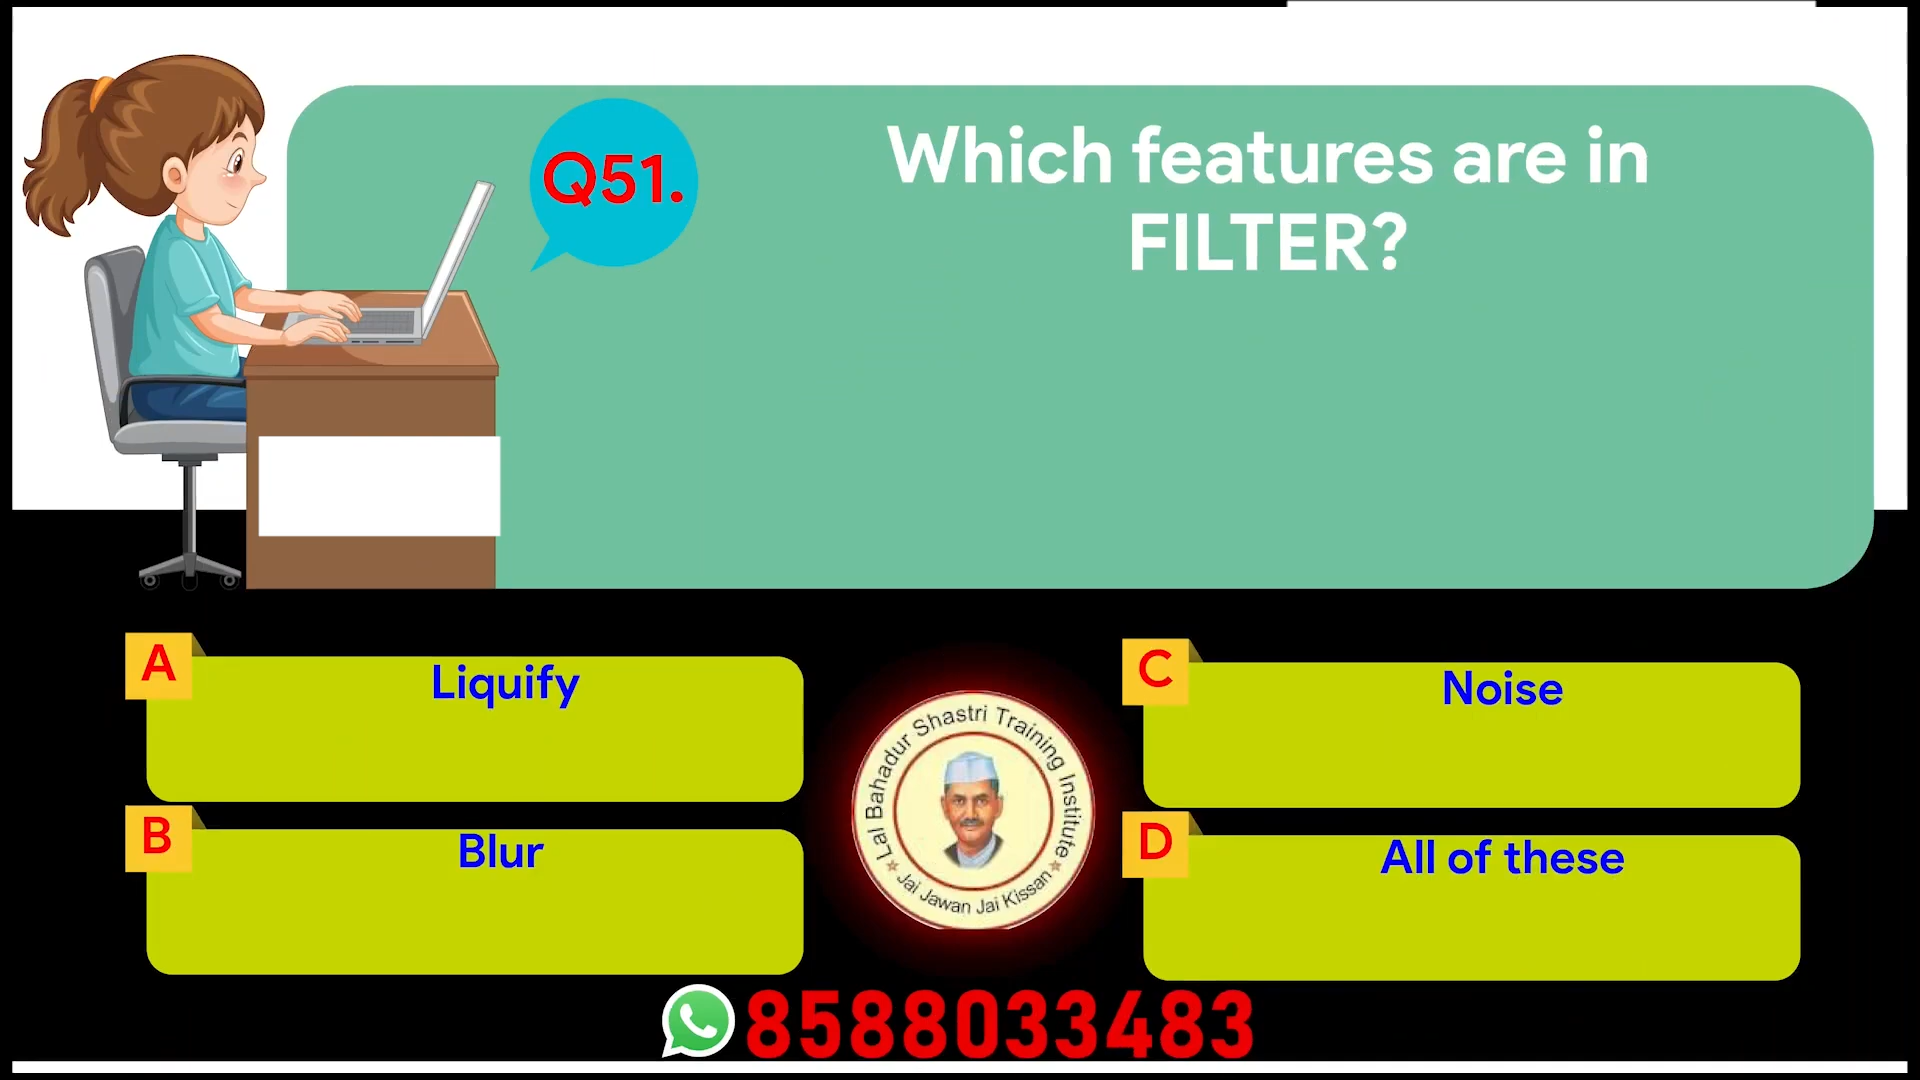 Q51.
Which features are in
FILTER?
A
Liquify
B
Blur
C
Noise
D
All of these
Lal Bahadur Shastri Training Institute
Jai Jawan Jai Kissan
8588033483